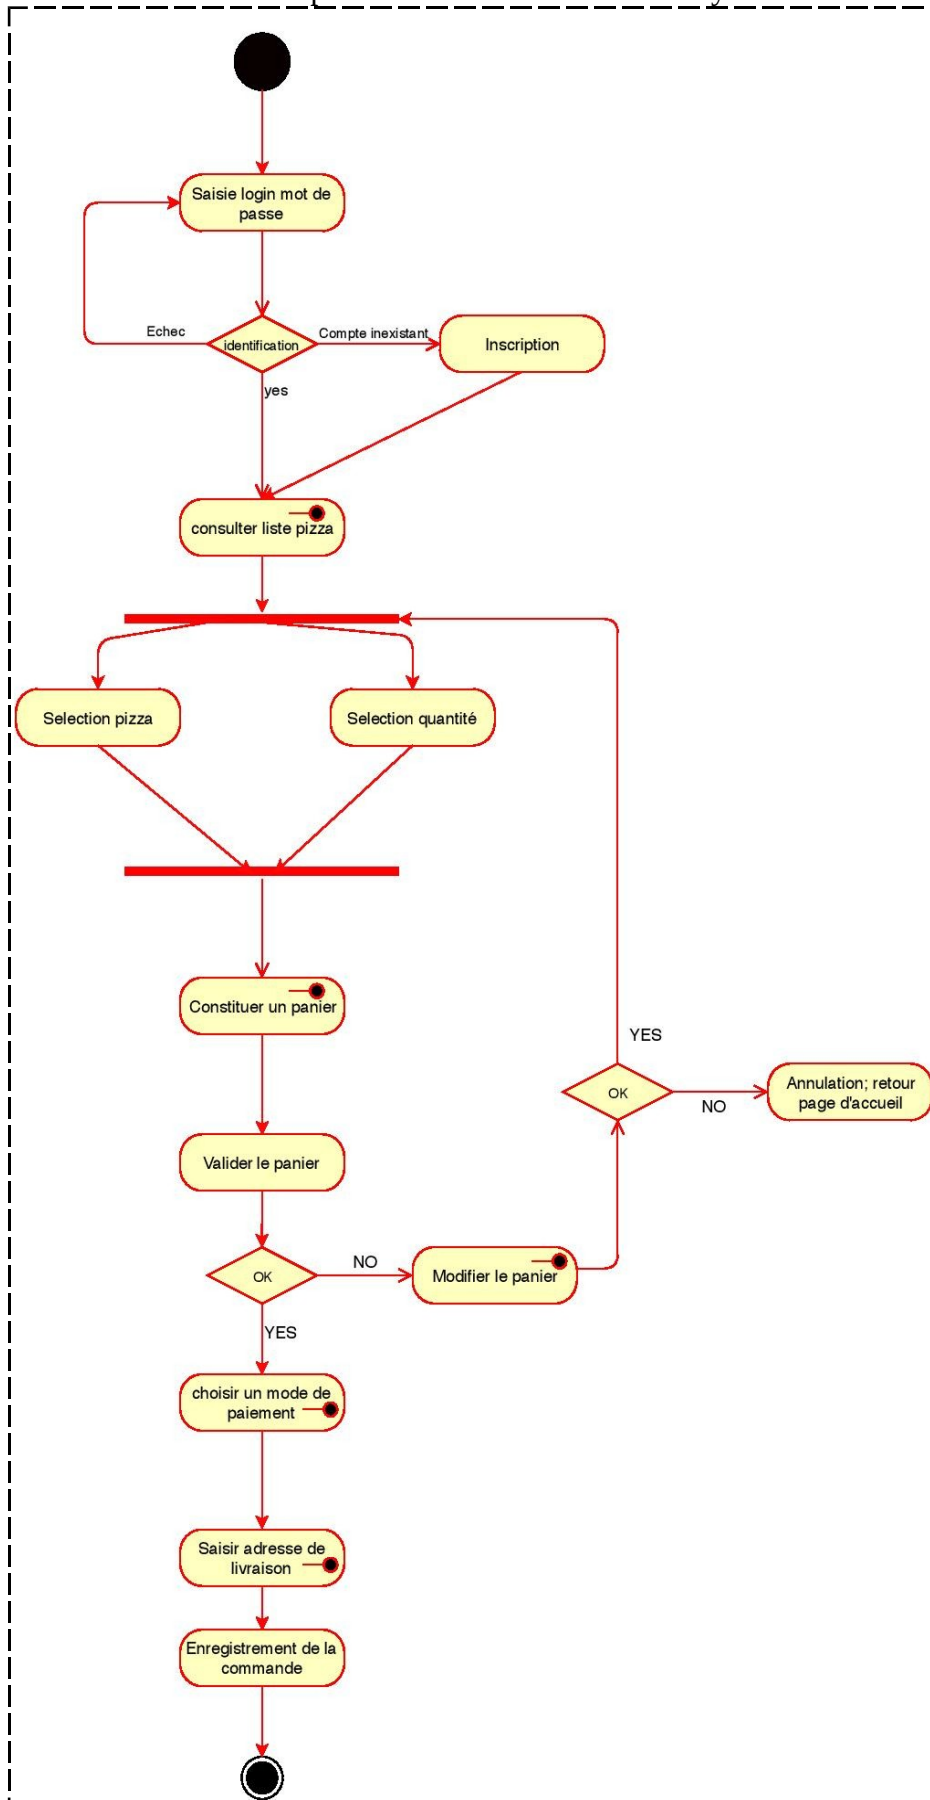 Saisie login mot de
passe
Echec
identification
Compte inexistant
Inscription
yes
consulter liste pizza
Selection pizza
Selection quantité
Constituer un panier
YES
OK
NO
Annulation; retour
page d'accueil
Valider le panier
OK
NO
Modifier le panier
YES
choisir un mode de
paiement
Saisir adresse de
livraison
Enregistrement de la
commande